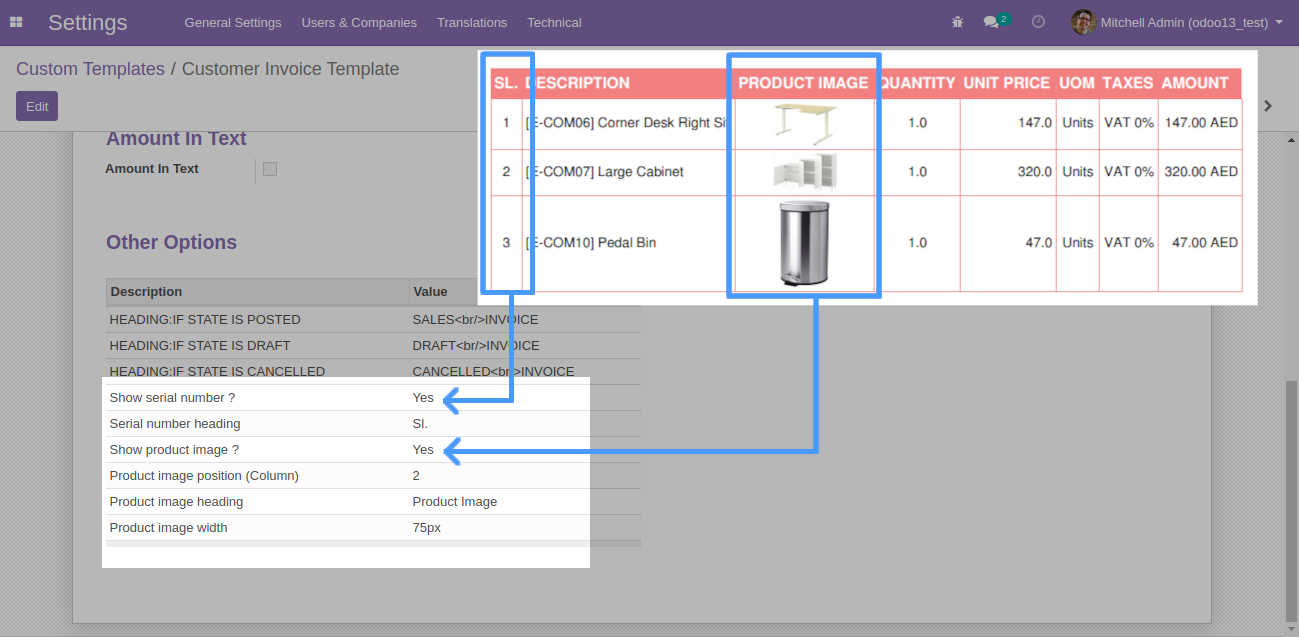 Settings
General Settings
Users & Companies
Translations
Technical
2
Mitchell Admin (odoo13_test)
Custom Templates / Customer Invoice Template
Edit
SL. DESCRIPTION PRODUCT IMAGE QUANTITY UNIT PRICE UOM TAXES AMOUNT
1 [E-COM06] Corner Desk Right Si 1.0 147.0 Units VAT 0% 147.00 AED
2 [E-COM07] Large Cabinet 1.0 320.0 Units VAT 0% 320.00 AED
3 [E-COM10] Pedal Bin 1.0 47.0 Units VAT 0% 47.00 AED
Amount In Text
Amount In Text
Other Options
Description Value
HEADING:IF STATE IS POSTED SALES<br/>INVOICE
HEADING:IF STATE IS DRAFT DRAFT<br/>INVOICE
HEADING:IF STATE IS CANCELLED CANCELLED<br/>INVOICE
Show serial number ? Yes
Serial number heading Sl.
Show product image ? Yes
Product image position (Column) 2
Product image heading Product Image
Product image width 75px